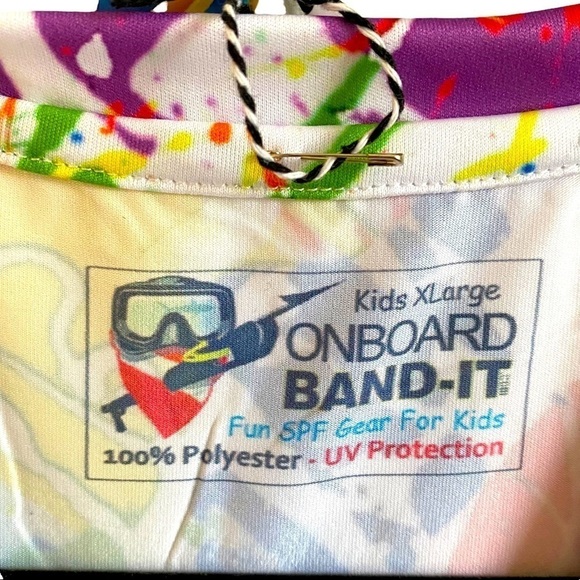 Kids XLarge
ONBOARD
BAND-IT
Fun SPF Gear For Kids
100% Polyester - UV Protection